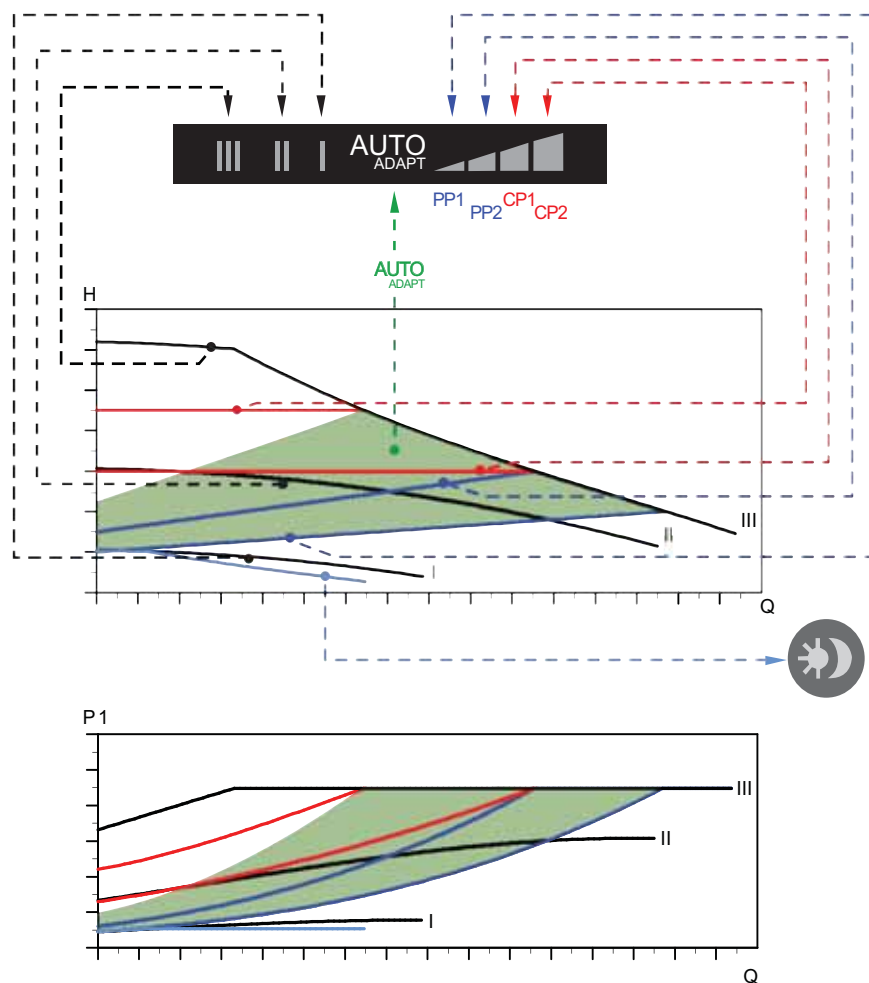 III II I AUTO
ADAPT
PP1 CP1
PP2 CP2
AUTO
ADAPT
H
III
II
I
Q
P1
III
II
I
Q